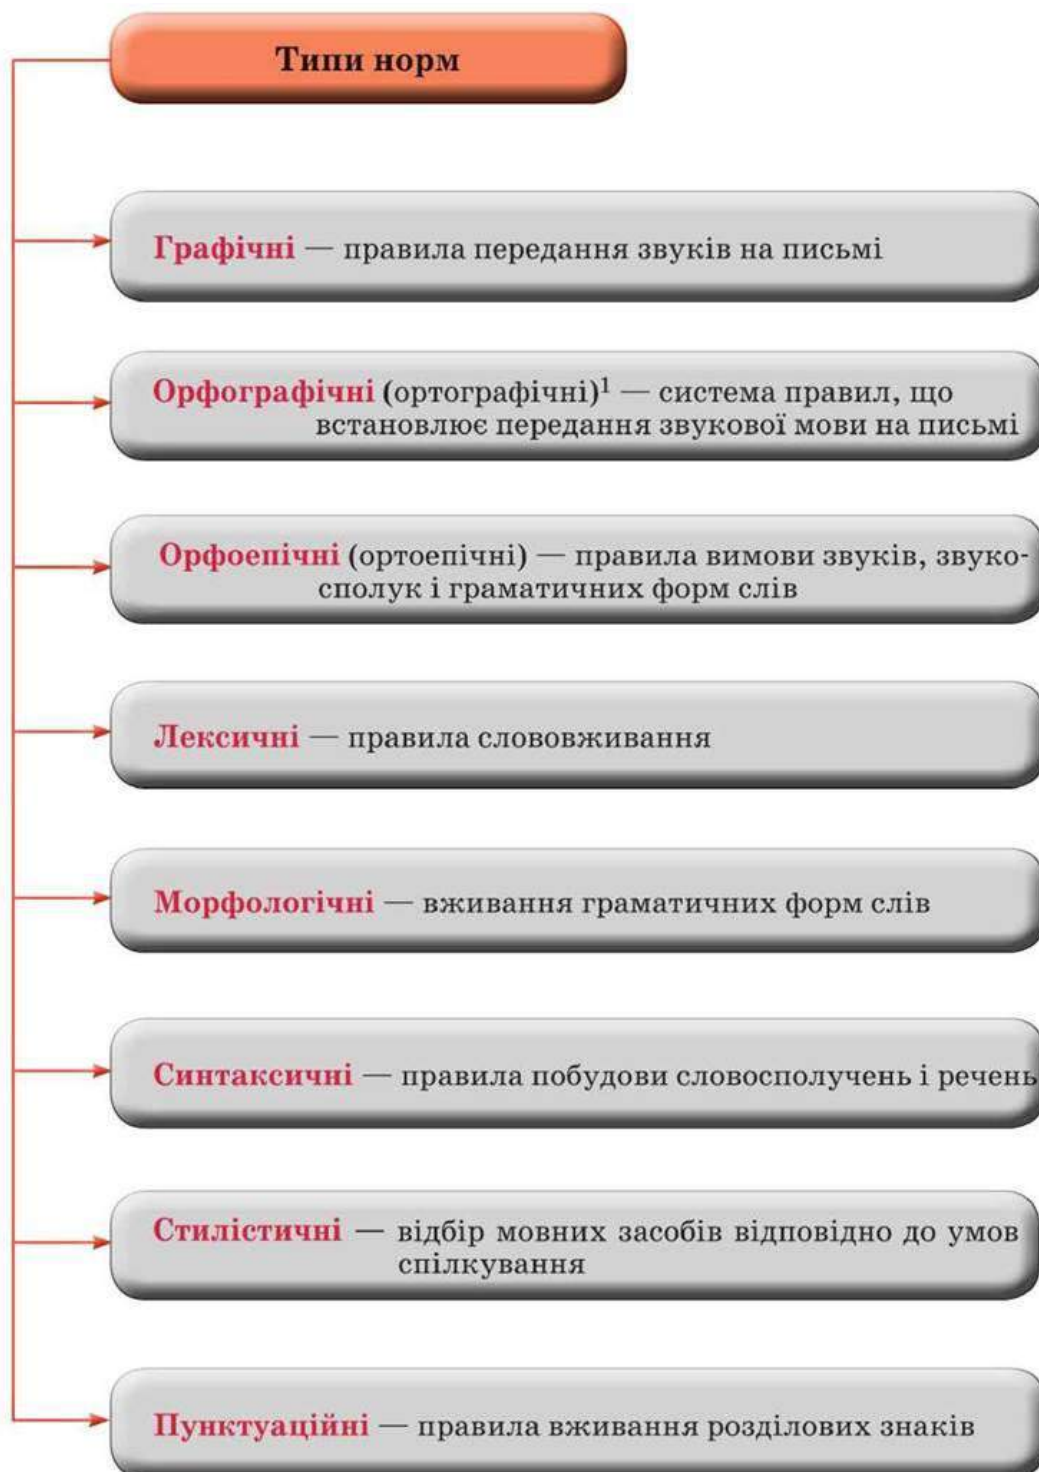 Типи норм
Графічні — правила передання звуків на письмі
Орфографічні (ортографічні)¹ — система правил, що
встановлює передання звукової мови на письмі
Орфоепічні (ортоепічні) — правила вимови звуків, звуко-
сполук і граматичних форм слів
Лексичні — правила слововживання
Морфологічні — вживання граматичних форм слів
Синтаксичні — правила побудови словосполучень і речень
Стилістичні — відбір мовних засобів відповідно до умов
спілкування
Пунктуаційні — правила вживання розділових знаків